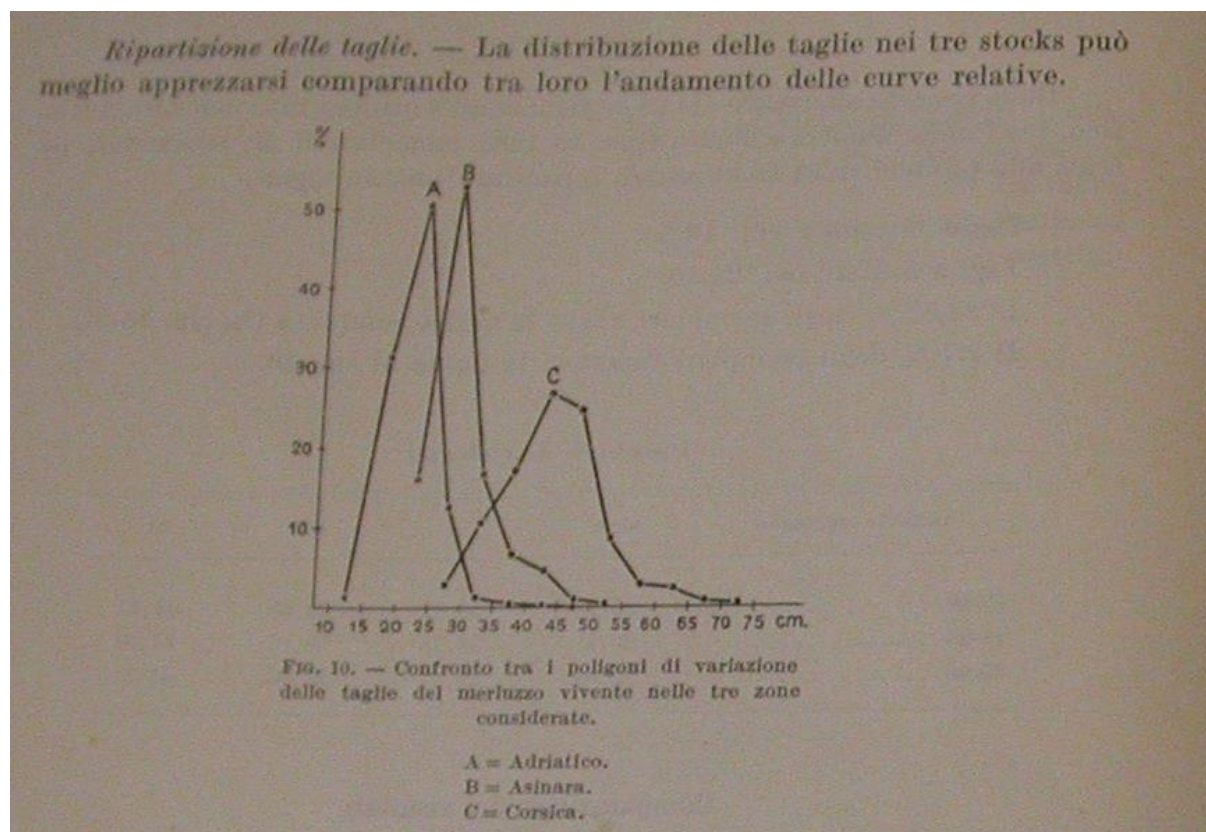 Ripartizione delle taglie. — La distribuzione delle taglie nei tre stocks può
meglio apprezzarsi comparando tra loro l'andamento delle curve relative.
%
A
B
50
40
30
C
20
10
10 15 20 25 30 35 40 45 50 55 60 65 70 75 cm.
FIG. 10. — Confronto tra i poligoni di variazione
delle taglie del merluzzo vivente nelle tre zone
considerate.
A = Adriatico.
B = Asinara.
C = Corsica.